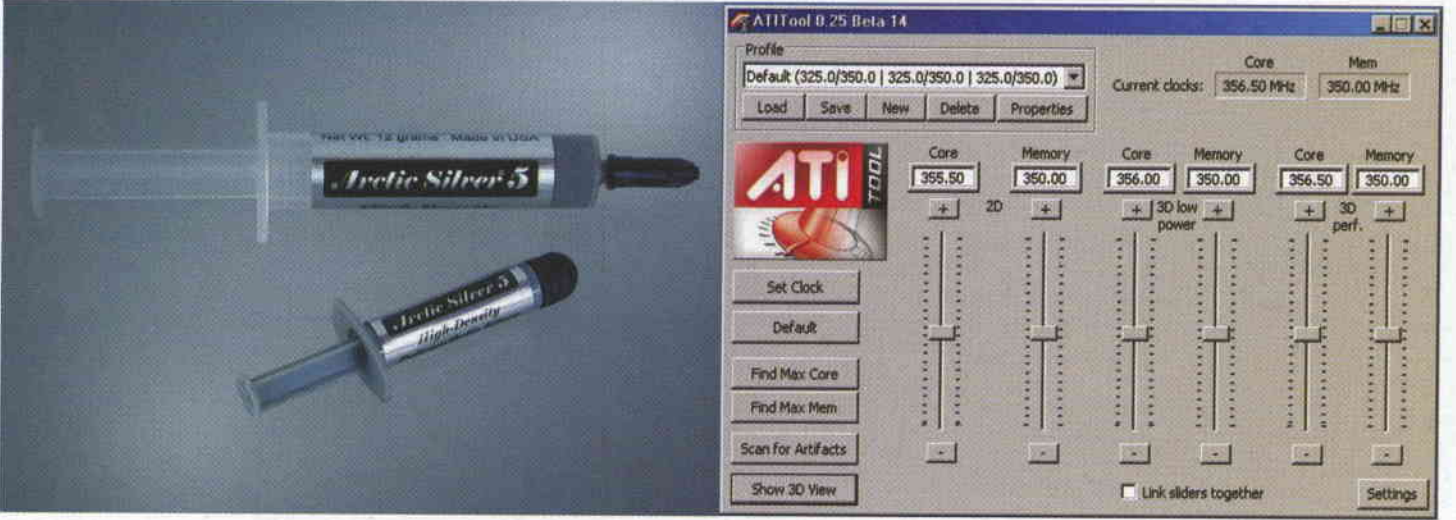 Net Wt. 12 grams Made in USA
Arctic Silver 5
Arctic Silver 5
High-Density
ATITool 0.25 Beta 14
Profile
Default (325.0/350.0 | 325.0/350.0 | 325.0/350.0)
Load Save New Delete Properties
Core Mem
Current clocks: 356.50 MHz 350.00 MHz
ATI TOOL
Core Memory Core Memory Core Memory
355.50 350.00 356.00 350.00 356.50 350.00
+ 2D + + 3D low power + + 3D perf. +
Set Clock
Default
Find Max Core
Find Max Mem
Scan for Artifacts
- - - - - -
Show 3D View
Link sliders together
Settings